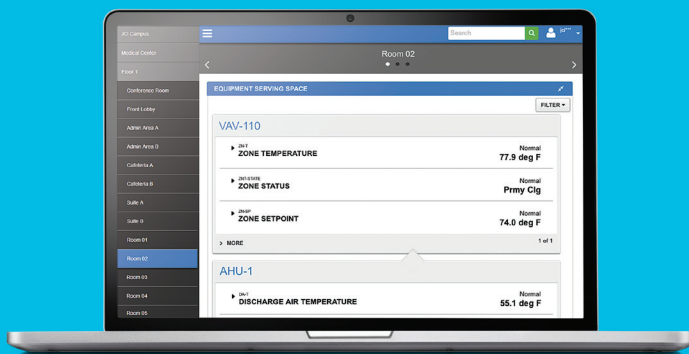 JCI Campus
Medical Center
Floor 1
Conference Room
Front Lobby
Admin Area A
Admin Area B
Cafeteria A
Cafeteria B
Suite A
Suite B
Room 01
Room 02
Room 03
Room 04
Room 05
Search
Room 02
EQUIPMENT SERVING SPACE
FILTER
VAV-110
ZN-T
ZONE TEMPERATURE
Normal
77.9 deg F
ZNT-STATE
ZONE STATUS
Normal
Prmy Clg
ZN-SP
ZONE SETPOINT
Normal
74.0 deg F
MORE
1 of 1
AHU-1
DA-T
DISCHARGE AIR TEMPERATURE
Normal
55.1 deg F